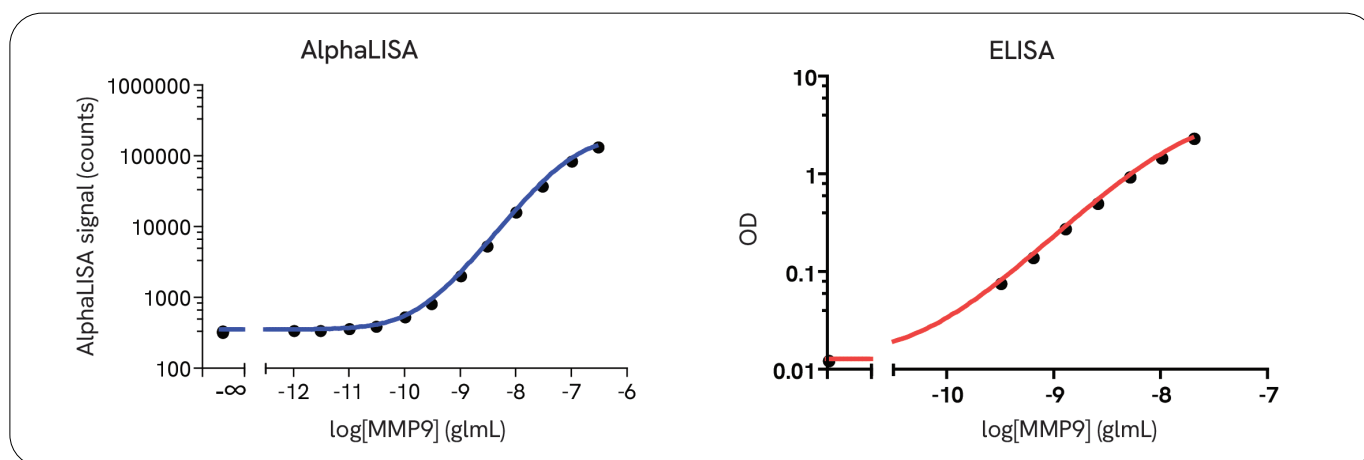 AlphaLISA
AlphaLISA signal (counts)
1000000
100000
10000
1000
100
-∞ -12 -11 -10 -9 -8 -7 -6
log[MMP9] (glmL)
ELISA
OD
10
1
0.1
0.01
-10 -9 -8 -7
log[MMP9] (glmL)